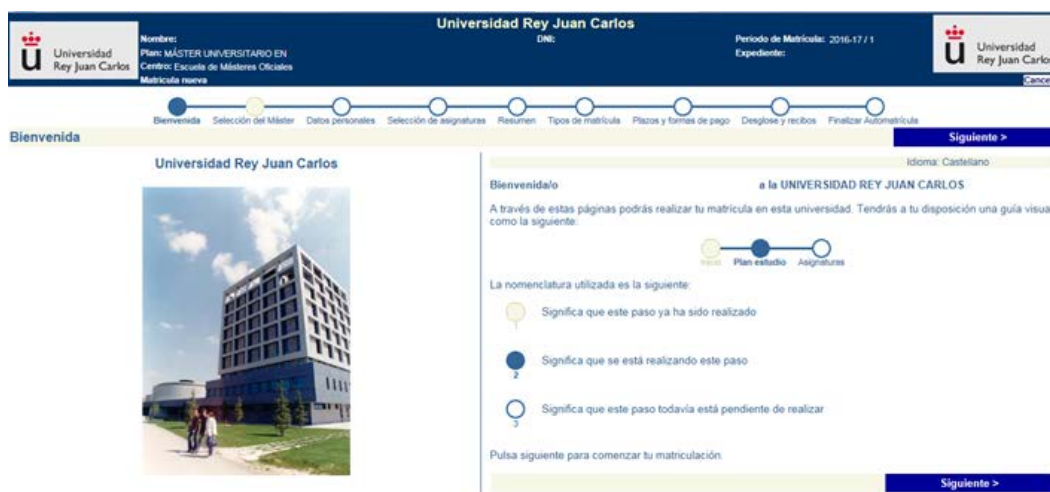 Universidad Rey Juan Carlos
Universidad
Rey Juan Carlos
Nombre:
DNI:
Periodo de Matrícula: 2016-17 / 1
Plan: MÁSTER UNIVERSITARIO EN
Expediente:
Centro: Escuela de Másteres Oficiales
Matrícula nueva
Universidad
Rey Juan Carlo
Cance
Bienvenida Selección del Máster Datos personales Selección de asignaturas Resumen Tipos de matrícula Plazos y formas de pago Desglose y recibos Finalizar Automatrícula
Bienvenida
Siguiente >
Universidad Rey Juan Carlos
Idioma: Castellano
Bienvenida/o a la UNIVERSIDAD REY JUAN CARLOS
A través de estas páginas podrás realizar tu matrícula en esta universidad. Tendrás a tu disposición una guía visua
como la siguiente:
Inicio Plan estudio Asignaturas
La nomenclatura utilizada es la siguiente:
1 Significa que este paso ya ha sido realizado
2 Significa que se está realizando este paso
3 Significa que este paso todavía está pendiente de realizar
Pulsa siguiente para comenzar tu matriculación.
Siguiente >